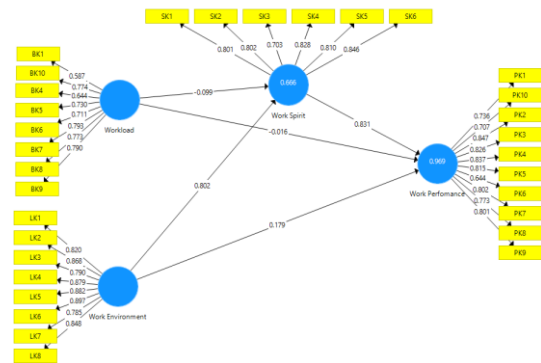 SK1
SK2
SK3
SK4
SK5
SK6
0.801
0.802
0.703
0.828
0.810
0.846
BK1
BK10
BK4
BK5
BK6
BK7
BK8
BK9
0.587
0.774
0.644
0.730
0.711
0.793
0.773
0.790
Workload
-0.099
0.666
Work Spirit
-0.016
0.831
0.802
0.179
0.969
Work Perfomance
PK1
PK10
PK2
PK3
PK4
PK5
PK6
PK7
PK8
PK9
0.736
0.707
0.847
0.826
0.837
0.813
0.644
0.802
0.773
0.801
LK1
LK2
LK3
LK4
LK5
LK6
LK7
LK8
0.820
0.868
0.790
0.879
0.882
0.897
0.785
0.848
Work Environment